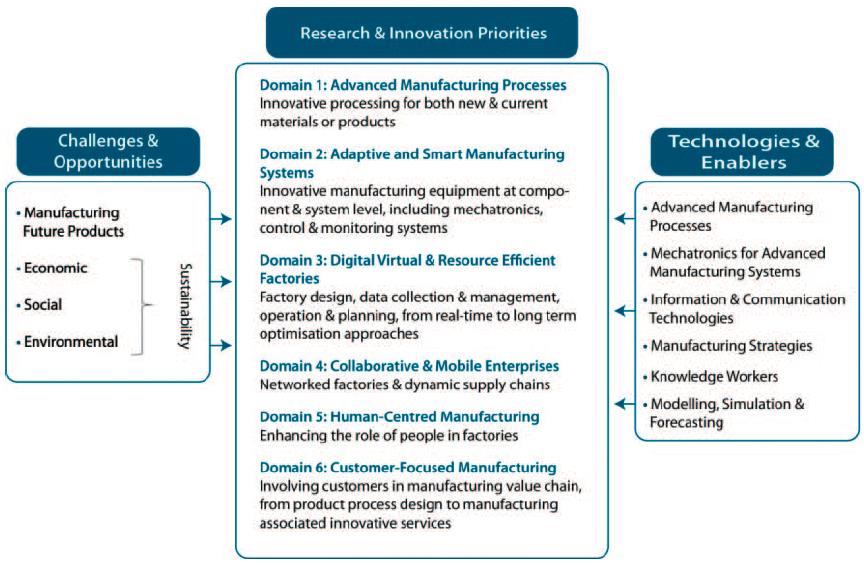 Research & Innovation Priorities
Challenges &
Opportunities
• Manufacturing
Future Products
• Economic
• Social
• Environmental
Sustainability
Domain 1: Advanced Manufacturing Processes
Innovative processing for both new & current
materials or products
Domain 2: Adaptive and Smart Manufacturing
Systems
Innovative manufacturing equipment at compo-
nent & system level, including mechatronics,
control & monitoring systems
Domain 3: Digital Virtual & Resource Efficient
Factories
Factory design, data collection & management,
operation & planning, from real-time to long term
optimisation approaches
Domain 4: Collaborative & Mobile Enterprises
Networked factories & dynamic supply chains
Domain 5: Human-Centred Manufacturing
Enhancing the role of people in factories
Domain 6: Customer-Focused Manufacturing
Involving customers in manufacturing value chain,
from product process design to manufacturing
associated innovative services
Technologies &
Enablers
• Advanced Manufacturing
Processes
• Mechatronics for Advanced
Manufacturing Systems
• Information & Communication
Technologies
• Manufacturing Strategies
• Knowledge Workers
• Modelling, Simulation &
Forecasting